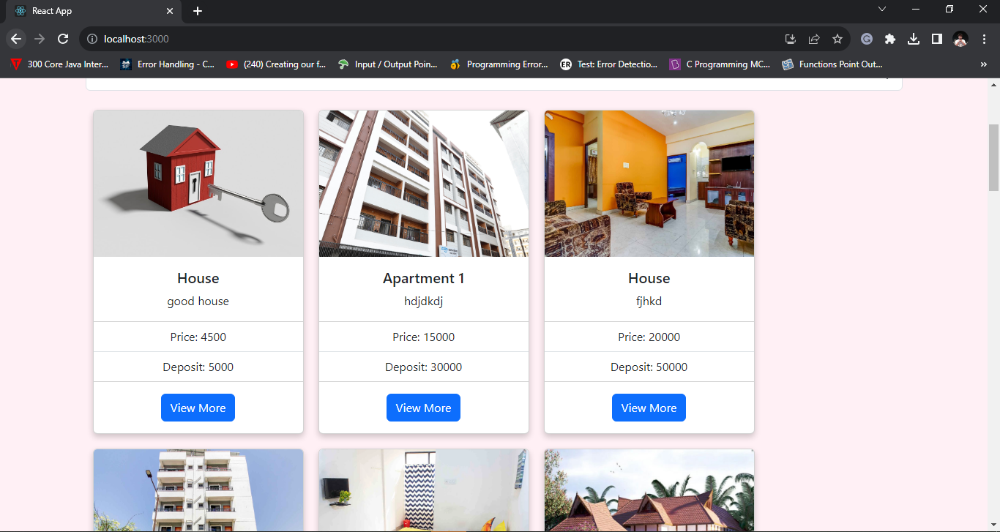 React App
localhost:3000
300 Core Java Inter...
Error Handling - C...
(240) Creating our f...
Input / Output Poin...
Programming Error...
ER
Test: Error Detectio...
C Programming MC...
Functions Point Out...
»
House
good house
Price: 4500
Deposit: 5000
View More
Apartment 1
hdjdkdj
Price: 15000
Deposit: 30000
View More
House
fjhkd
Price: 20000
Deposit: 50000
View More